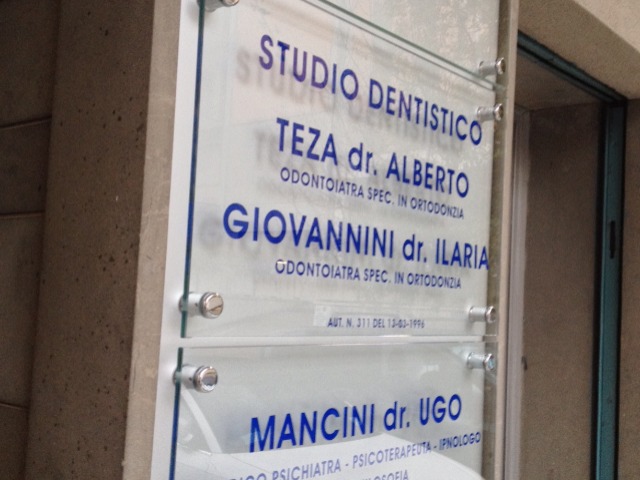 STUDIO DENTISTICO
TEZA dr. ALBERTO
ODONTOIATRA SPEC. IN ORTODONZIA
GIOVANNINI dr. ILARIA
ODONTOIATRA SPEC. IN ORTODONZIA
AUT. N. 311 DEL 13-03-1996
MANCINI dr. UGO
PSICHIATRA - PSICOTERAPEUTA - IPNOLOGO